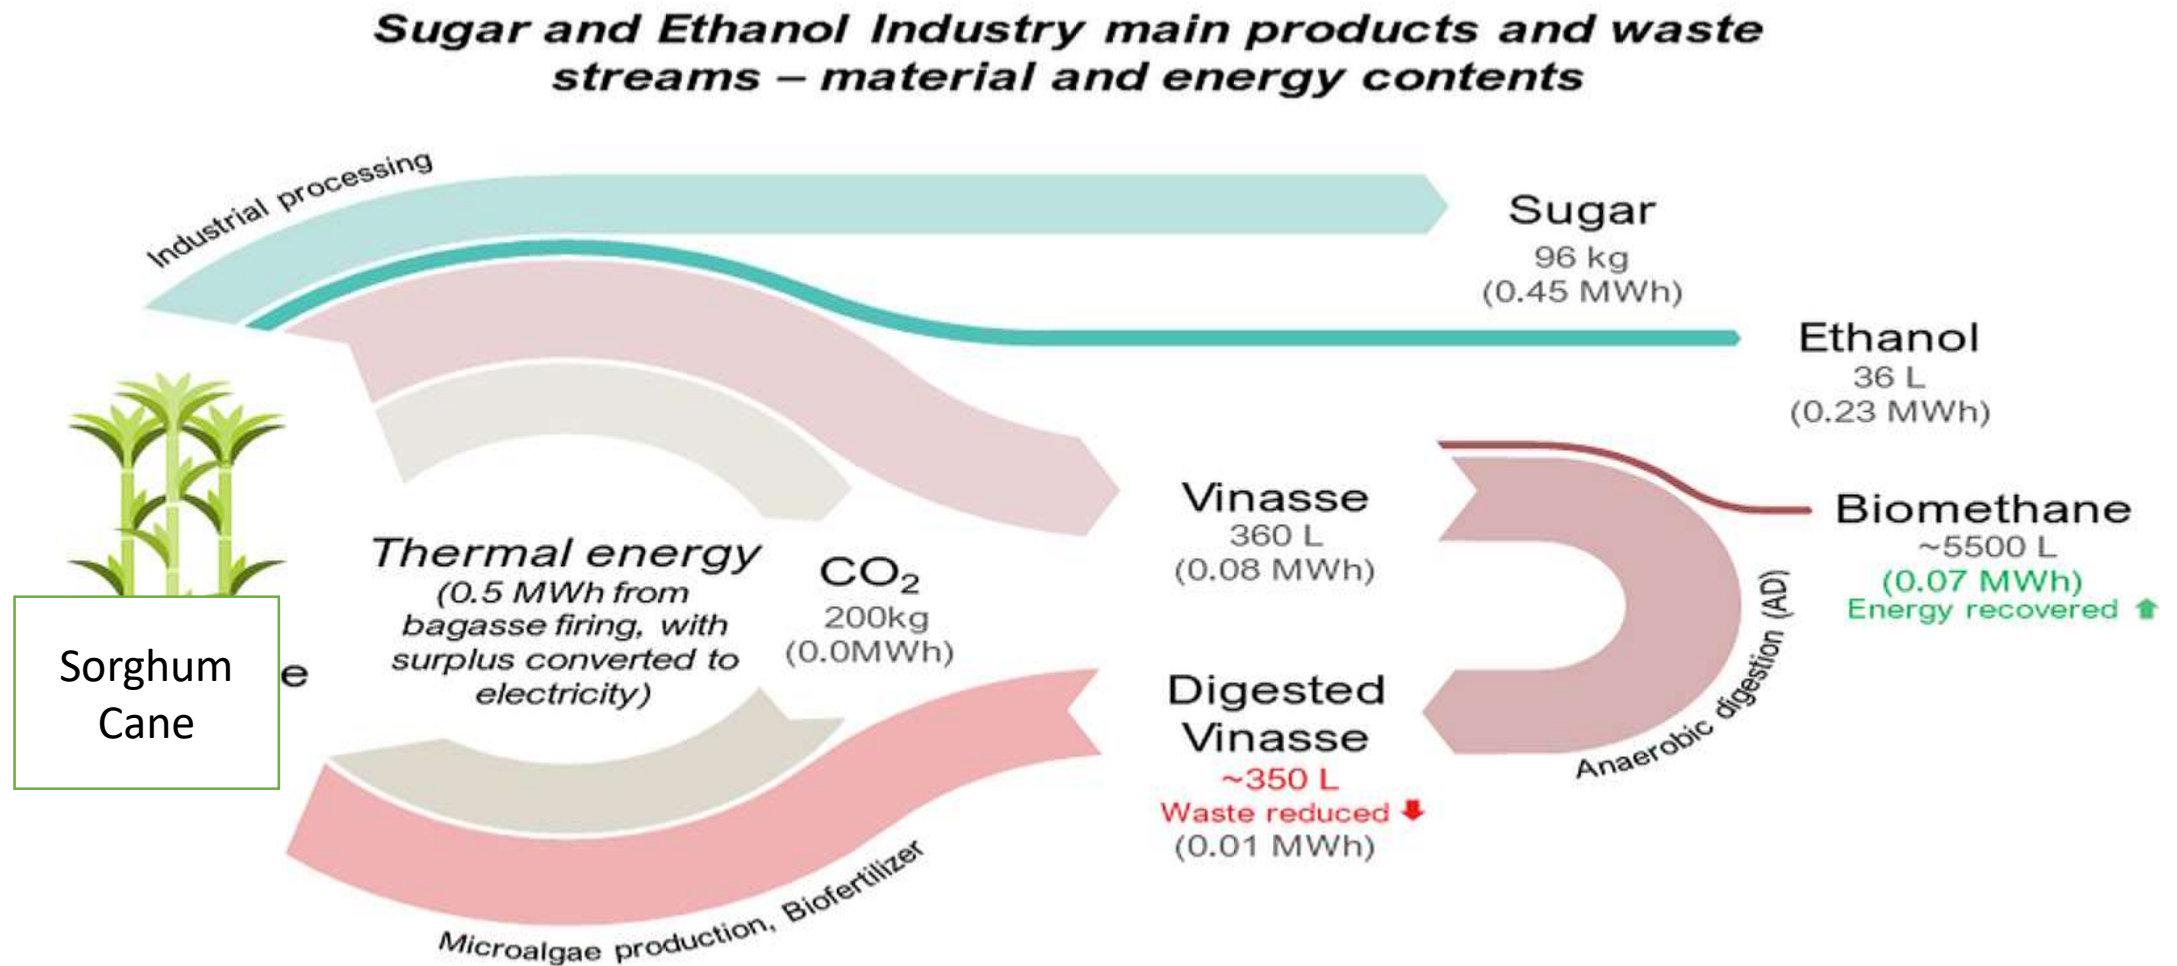 Sugar and Ethanol Industry main products and waste
streams – material and energy contents
Industrial processing
Sugar
96 kg
(0.45 MWh)
Ethanol
36 L
(0.23 MWh)
Vinasse
360 L
(0.08 MWh)
Biomethane
~5500 L
(0.07 MWh)
Energy recovered
Thermal energy
(0.5 MWh from
bagasse firing, with
surplus converted to
electricity)
CO₂
200kg
(0.0MWh)
Sorghum
Cane
e
Digested
Vinasse
~350 L
Waste reduced
(0.01 MWh)
Anaerobic digestion (AD)
Microalgae production, Biofertilizer